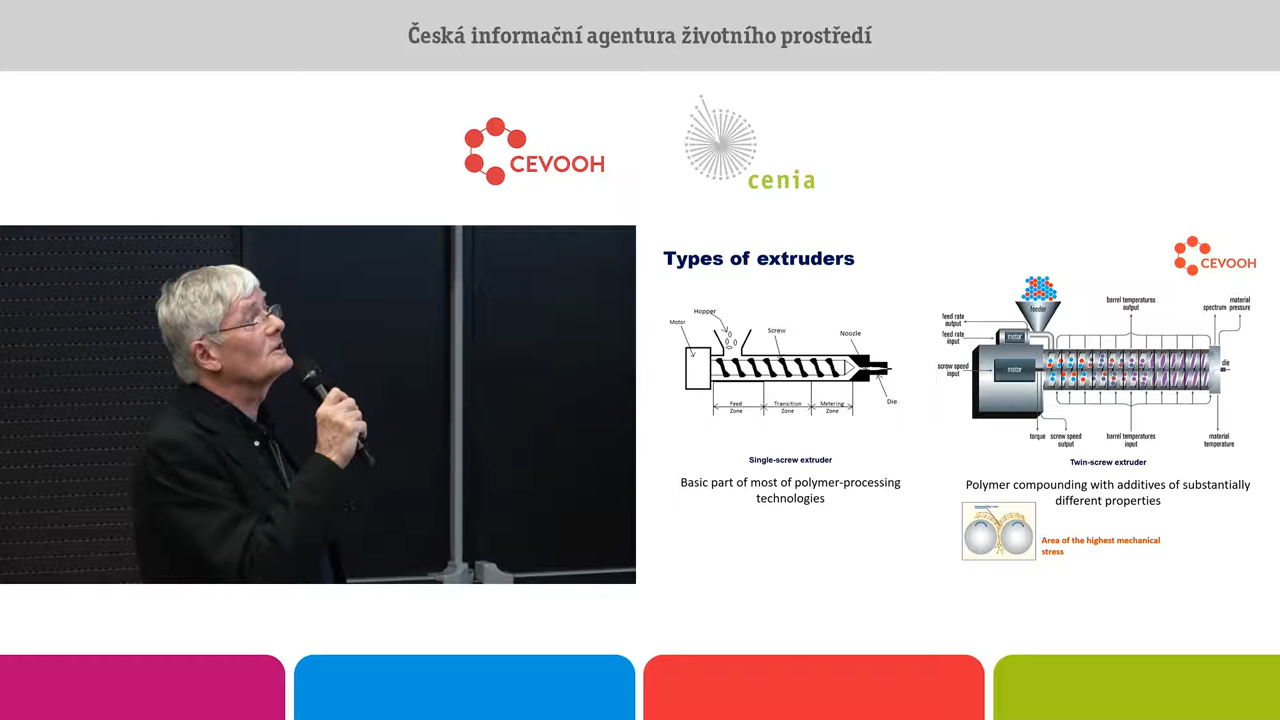 Česká informační agentura životního prostředí
CEVOOH
cenia
Types of extruders
CEVOOH
Hopper
Motor
Screw
Noozle
Feed
Zone
Transition
Zone
Metering
Zone
Die
Single-screw extruder
Basic part of most of polymer-processing
technologies
feeder
feed rate
output
feed rate
input
motor
screw speed
input
motor
barrel temperatures
output
spectrum
material
pressure
die
torque
screw speed
output
barrel temperatures
input
material
temperature
Twin-screw extruder
Polymer compounding with additives of substantially
different properties
Area of the highest mechanical
stress